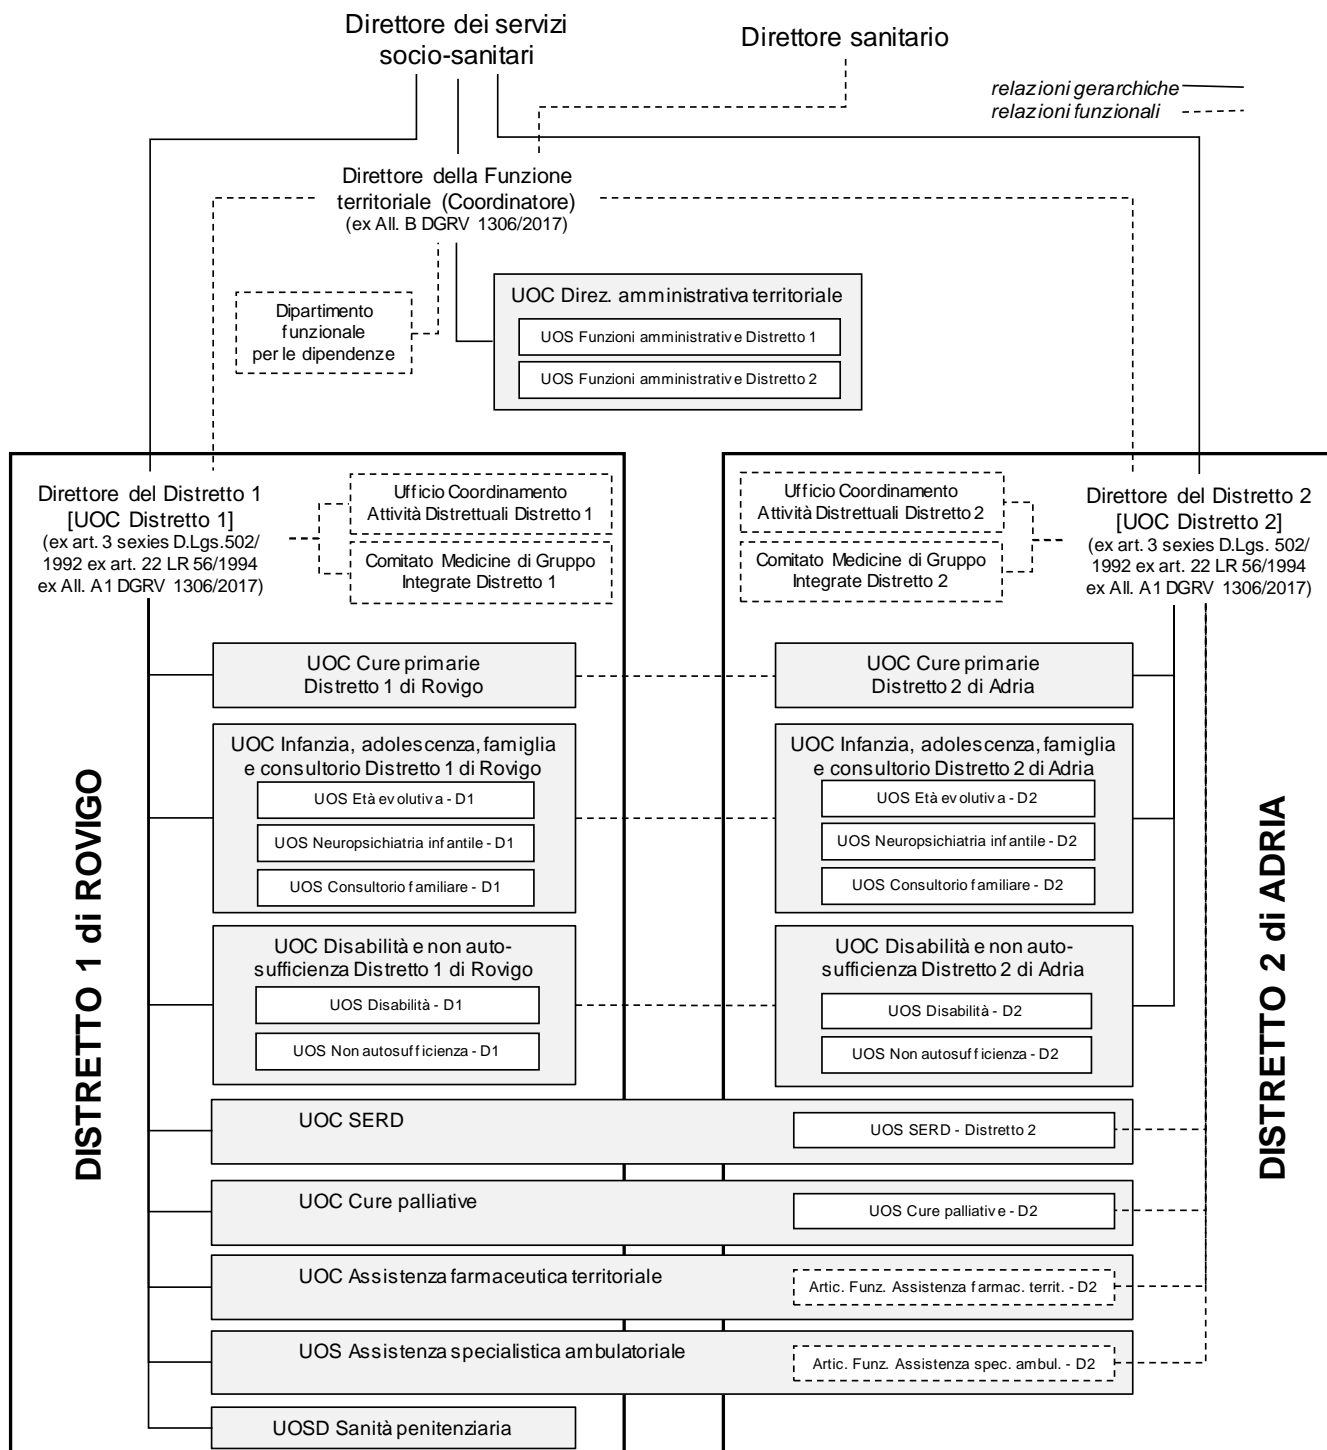 Direttore dei servizi
socio-sanitari
Direttore sanitario
relazioni gerarchiche
relazioni funzionali
Direttore della Funzione
territoriale (Coordinatore)
(ex All. B DGRV 1306/2017)
Dipartimento
funzionale
per le dipendenze
UOC Direz. amministrativa territoriale
UOS Funzioni amministrative Distretto 1
UOS Funzioni amministrative Distretto 2
Direttore del Distretto 1
[UOC Distretto 1]
(ex art. 3 sexies D.Lgs.502/
1992 ex art. 22 LR 56/1994
ex All. A1 DGRV 1306/2017)
Ufficio Coordinamento
Attività Distrettuali Distretto 1
Comitato Medicine di Gruppo
Integrate Distretto 1
Ufficio Coordinamento
Attività Distrettuali Distretto 2
Comitato Medicine di Gruppo
Integrate Distretto 2
Direttore del Distretto 2
[UOC Distretto 2]
(ex art. 3 sexies D.Lgs. 502/
1992 ex art. 22 LR 56/1994
ex All. A1 DGRV 1306/2017)
DISTRETTO 1 di ROVIGO
UOC Cure primarie
Distretto 1 di Rovigo
UOC Infanzia, adolescenza, famiglia
e consultorio Distretto 1 di Rovigo
UOS Età evolutiva - D1
UOS Neuropsichiatria infantile - D1
UOS Consultorio familiare - D1
UOC Disabilità e non auto-
sufficienza Distretto 1 di Rovigo
UOS Disabilità - D1
UOS Non autosufficienza - D1
UOC Cure primarie
Distretto 2 di Adria
UOC Infanzia, adolescenza, famiglia
e consultorio Distretto 2 di Adria
UOS Età evolutiva - D2
UOS Neuropsichiatria infantile - D2
UOS Consultorio familiare - D2
UOC Disabilità e non auto-
sufficienza Distretto 2 di Adria
UOS Disabilità - D2
UOS Non autosufficienza - D2
DISTRETTO 2 di ADRIA
UOC SERD
UOS SERD - Distretto 2
UOC Cure palliative
UOS Cure palliative - D2
UOC Assistenza farmaceutica territoriale
Artic. Funz. Assistenza farmac. territ. - D2
UOS Assistenza specialistica ambulatoriale
Artic. Funz. Assistenza spec. ambul. - D2
UOSD Sanità penitenziaria